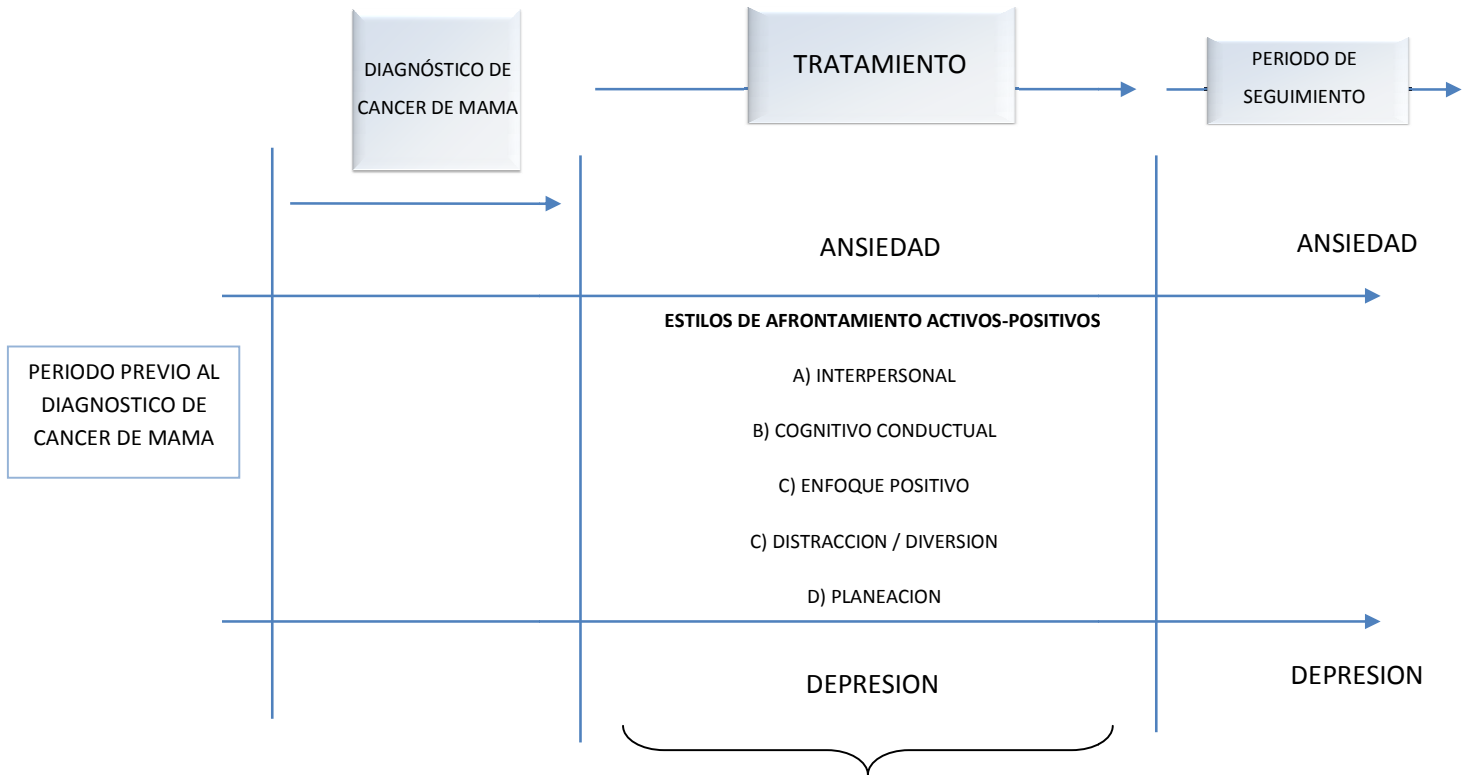 DIAGNÓSTICO DE
CANCER DE MAMA
TRATAMIENTO
PERIODO DE
SEGUIMIENTO
ANSIEDAD
ANSIEDAD
ESTILOS DE AFRONTAMIENTO ACTIVOS-POSITIVOS
PERIODO PREVIO AL
DIAGNOSTICO DE
CANCER DE MAMA
A) INTERPERSONAL
B) COGNITIVO CONDUCTUAL
C) ENFOQUE POSITIVO
C) DISTRACCION / DIVERSION
D) PLANEACION
DEPRESION
DEPRESION